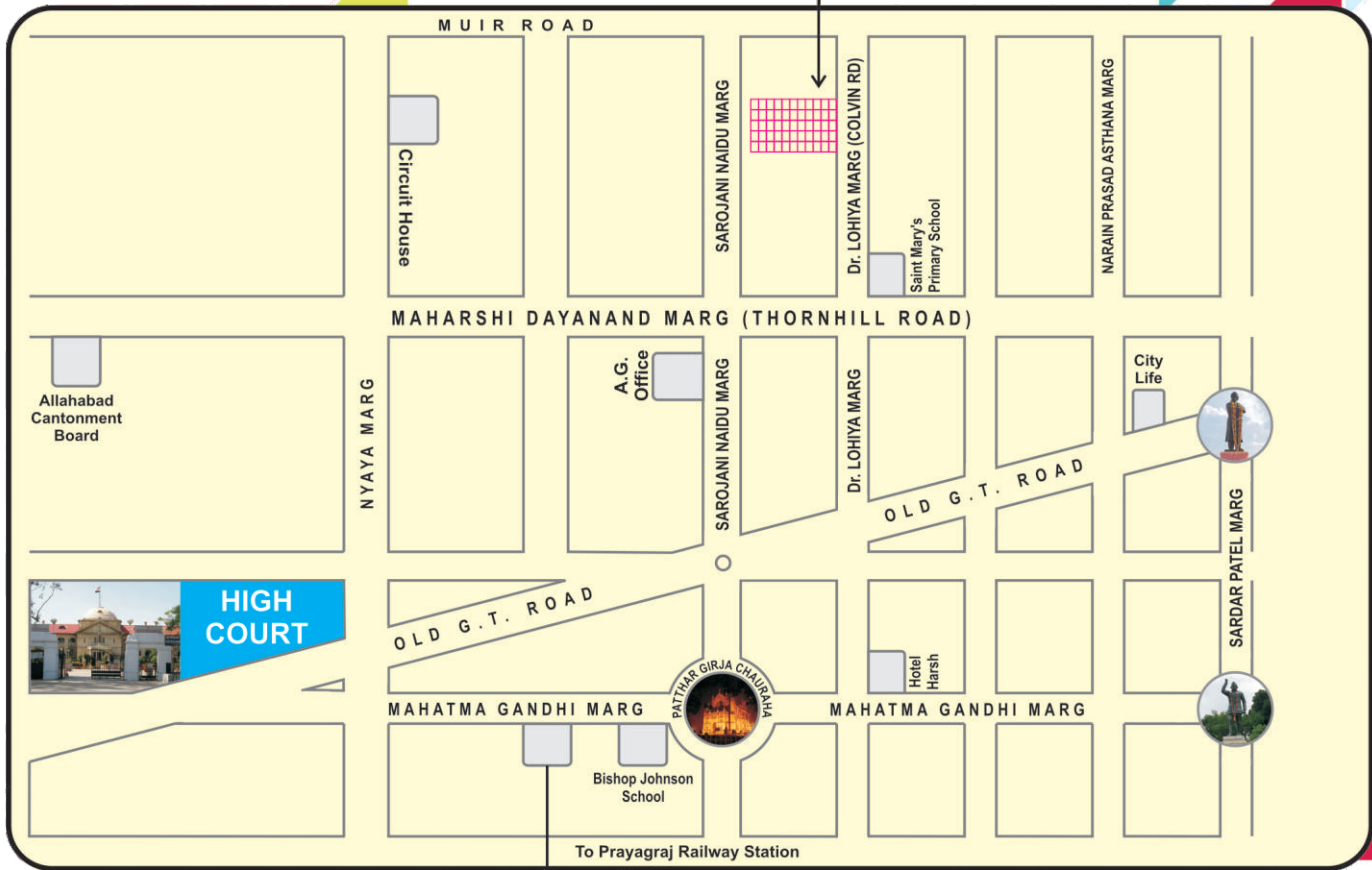 MUIR ROAD
SAROJANI NAIDU MARG
Dr. LOHIYA MARG (COLVIN RD)
NARAIN PRASAD ASTHANA MARG
Circuit House
Saint Mary's
Primary School
MAHARSHI DAYANAND MARG (THORNHILL ROAD)
Allahabad
Cantonment
Board
NYAYA MARG
A.G.
Office
SAROJANI NAIDU MARG
Dr. LOHIYA MARG
City
Life
OLD G.T. ROAD
SARDAR PATEL MARG
HIGH
COURT
OLD G.T. ROAD
PATTHAR GIRJA CHAURAHA
Hotel
Harsh
MAHATMA GANDHI MARG
MAHATMA GANDHI MARG
Bishop Johnson
School
To Prayagraj Railway Station